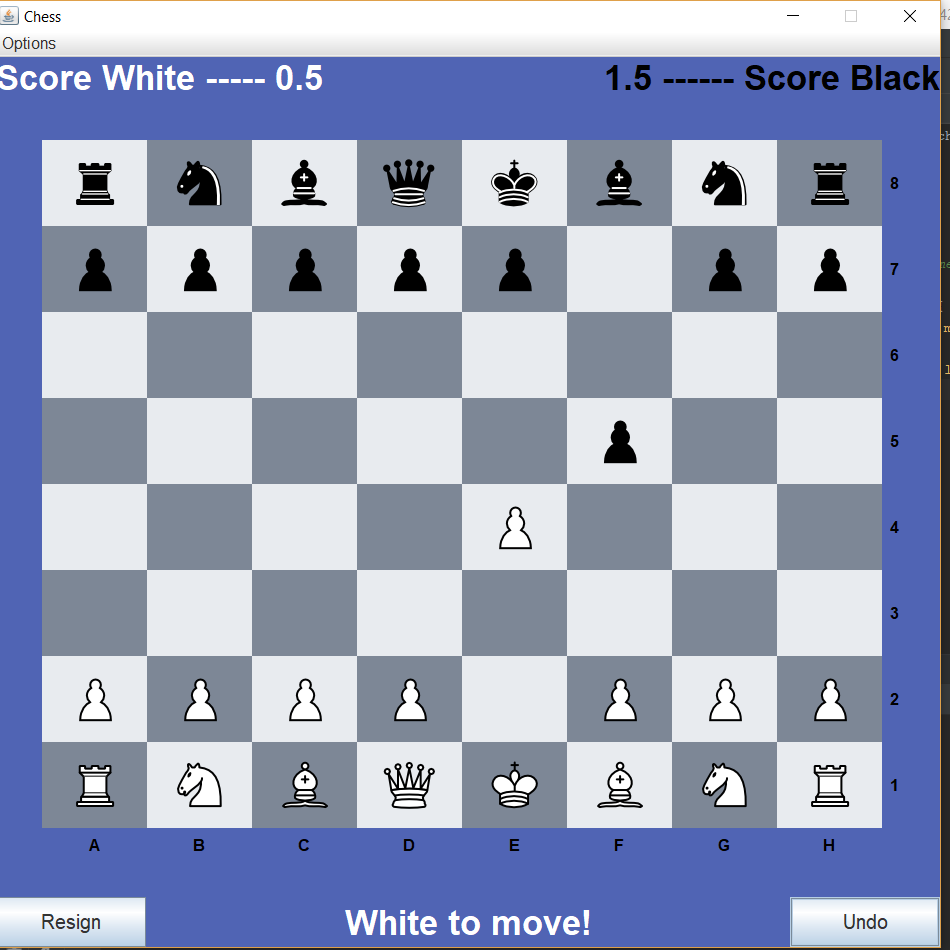 Chess
Options
Score White ----- 0.5
1.5 ------ Score Black
8
7
6
5
4
3
2
1
A B C D E F G H
Resign
White to move!
Undo